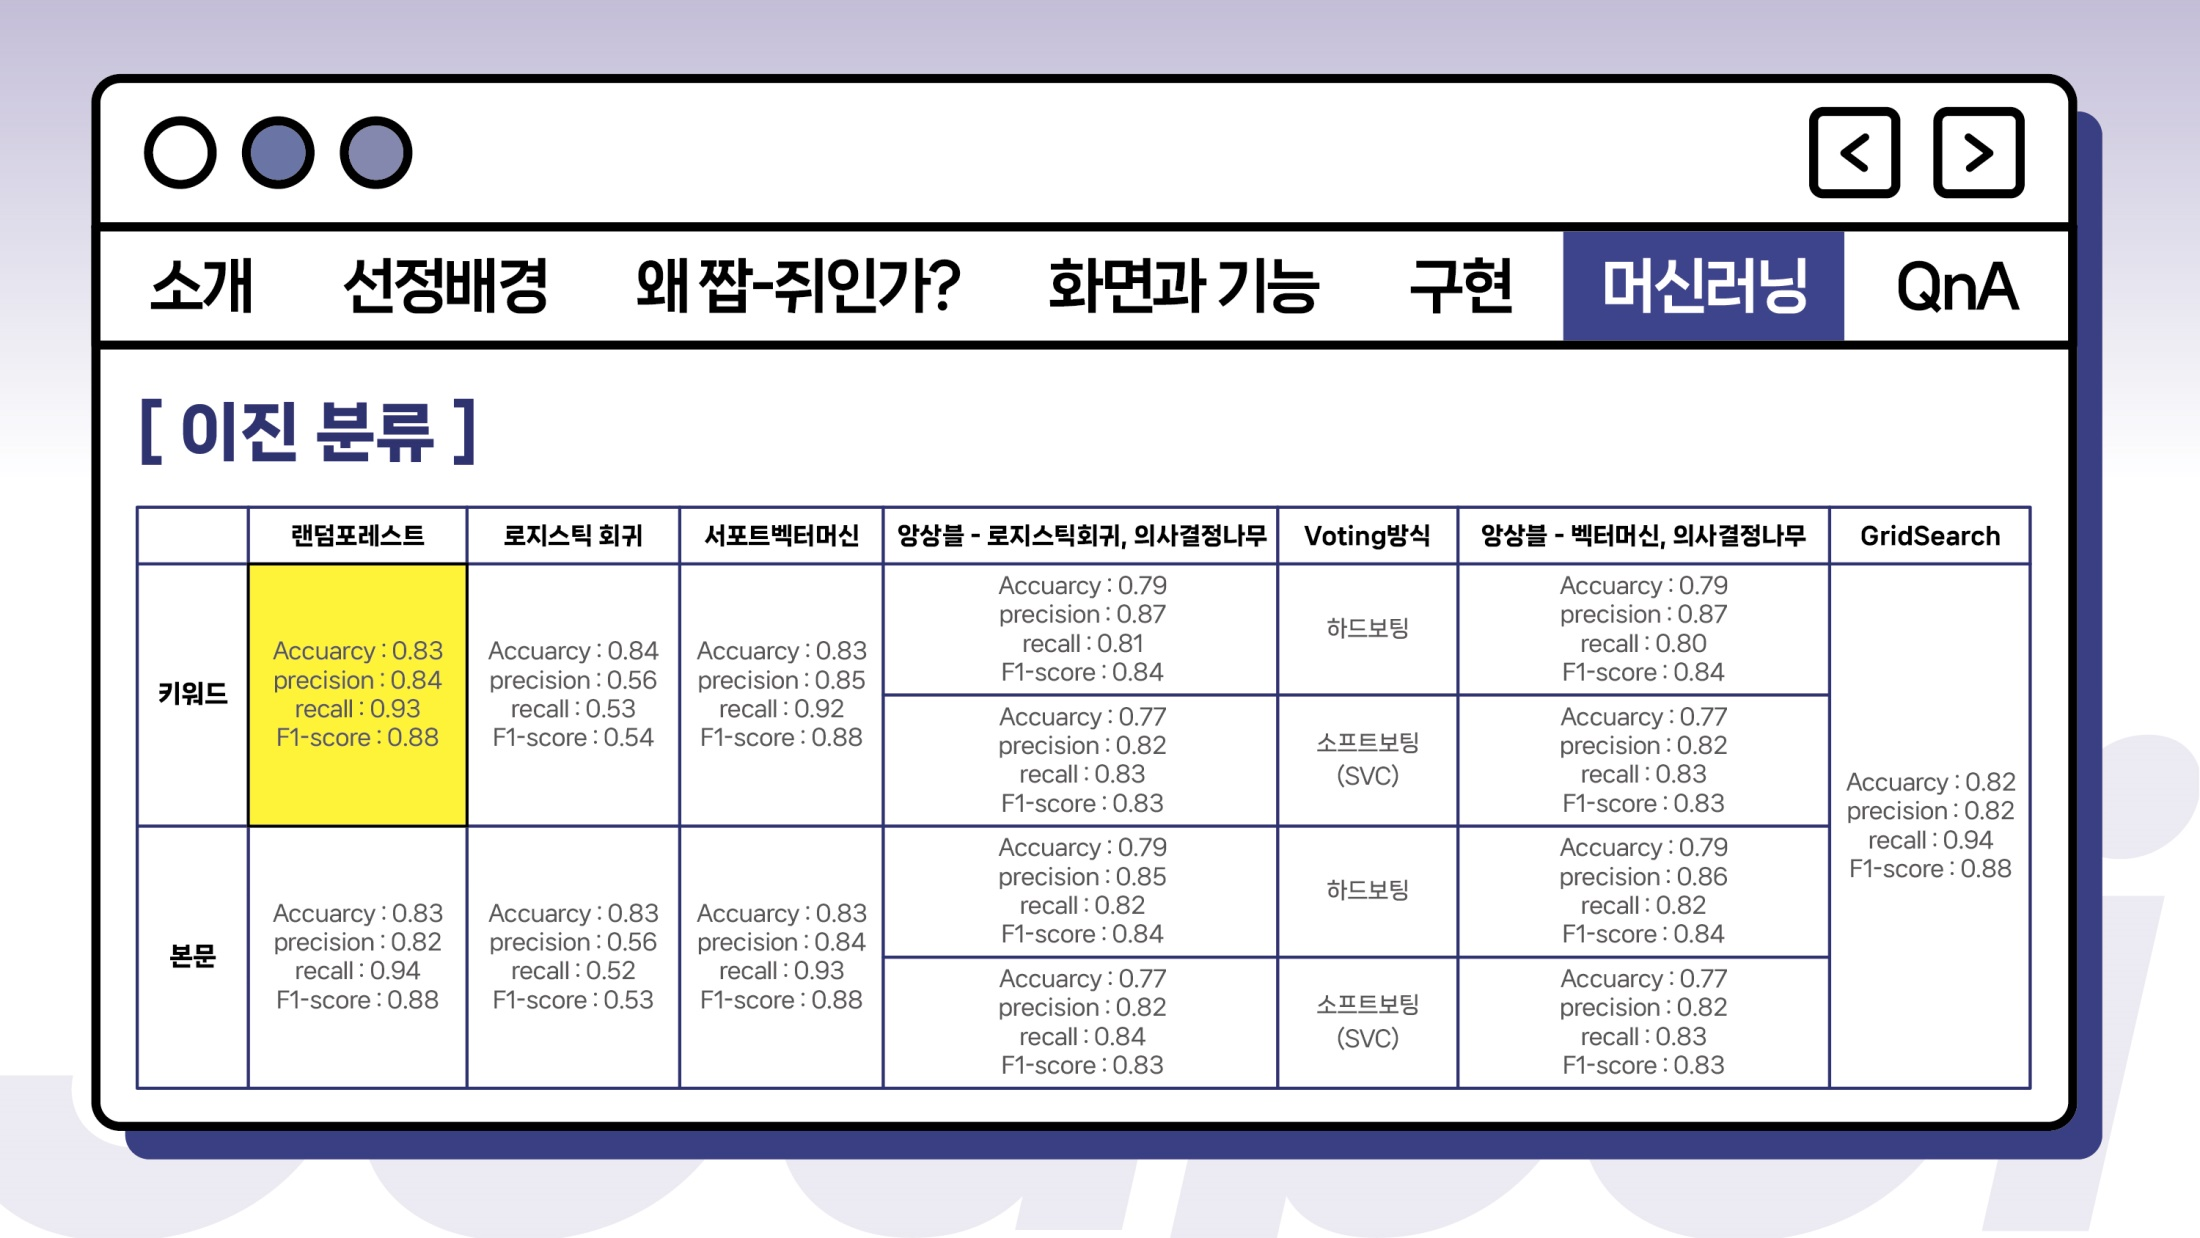 소개 선정배경 왜 짭-쥐인가? 화면과 기능 구현 머신러닝 QnA
[ 이진 분류 ]
랜덤포레스트 로지스틱 회귀 서포트벡터머신 앙상블 - 로지스틱회귀, 의사결정나무 Voting방식 앙상블 - 벡터머신, 의사결정나무 GridSearch
키워드
Accuarcy : 0.83
precision : 0.84
recall : 0.93
F1-score : 0.88
Accuarcy : 0.84
precision : 0.56
recall : 0.53
F1-score : 0.54
Accuarcy : 0.83
precision : 0.85
recall : 0.92
F1-score : 0.88
Accuarcy : 0.79
precision : 0.87
recall : 0.81
F1-score : 0.84
하드보팅
Accuarcy : 0.79
precision : 0.87
recall : 0.80
F1-score : 0.84
Accuarcy : 0.77
precision : 0.82
recall : 0.83
F1-score : 0.83
소프트보팅
(SVC)
Accuarcy : 0.77
precision : 0.82
recall : 0.83
F1-score : 0.83
Accuarcy : 0.82
precision : 0.82
recall : 0.94
F1-score : 0.88
본문
Accuarcy : 0.83
precision : 0.82
recall : 0.94
F1-score : 0.88
Accuarcy : 0.83
precision : 0.56
recall : 0.52
F1-score : 0.53
Accuarcy : 0.83
precision : 0.84
recall : 0.93
F1-score : 0.88
Accuarcy : 0.79
precision : 0.85
recall : 0.82
F1-score : 0.84
하드보팅
Accuarcy : 0.79
precision : 0.86
recall : 0.82
F1-score : 0.84
Accuarcy : 0.77
precision : 0.82
recall : 0.84
F1-score : 0.83
소프트보팅
(SVC)
Accuarcy : 0.77
precision : 0.82
recall : 0.83
F1-score : 0.83